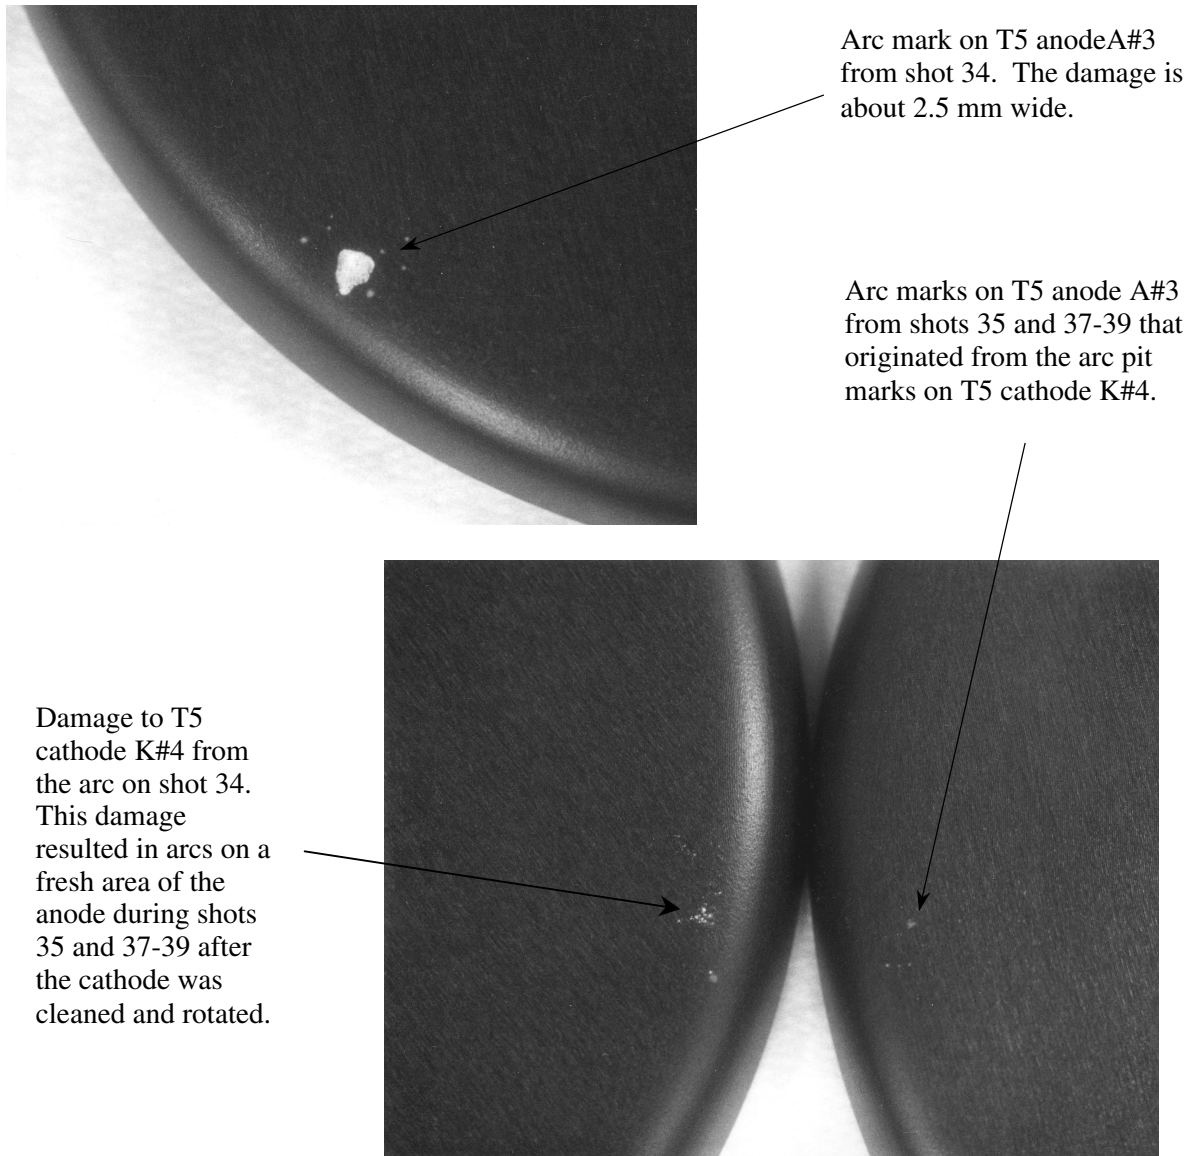 Arc mark on T5 anodeA#3
from shot 34.  The damage is
about 2.5 mm wide.
Arc marks on T5 anode A#3
from shots 35 and 37-39 that
originated from the arc pit
marks on T5 cathode K#4.
Damage to T5
cathode K#4 from
the arc on shot 34.
This damage
resulted in arcs on a
fresh area of the
anode during shots
35 and 37-39 after
the cathode was
cleaned and rotated.